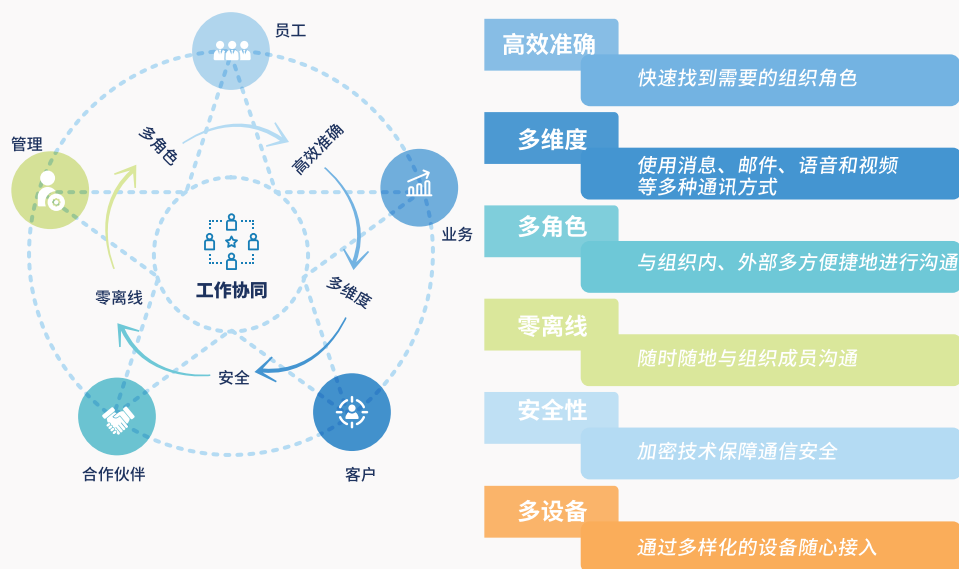 员工
管理
多角色
高效准确
业务
工作协同
零离线
多维度
安全
合作伙伴
客户
高效准确
快速找到需要的组织角色
多维度
使用消息、邮件、语音和视频
等多种通讯方式
多角色
与组织内、外部多方便捷地进行沟通
零离线
随时随地与组织成员沟通
安全性
加密技术保障通信安全
多设备
通过多样化的设备随心接入